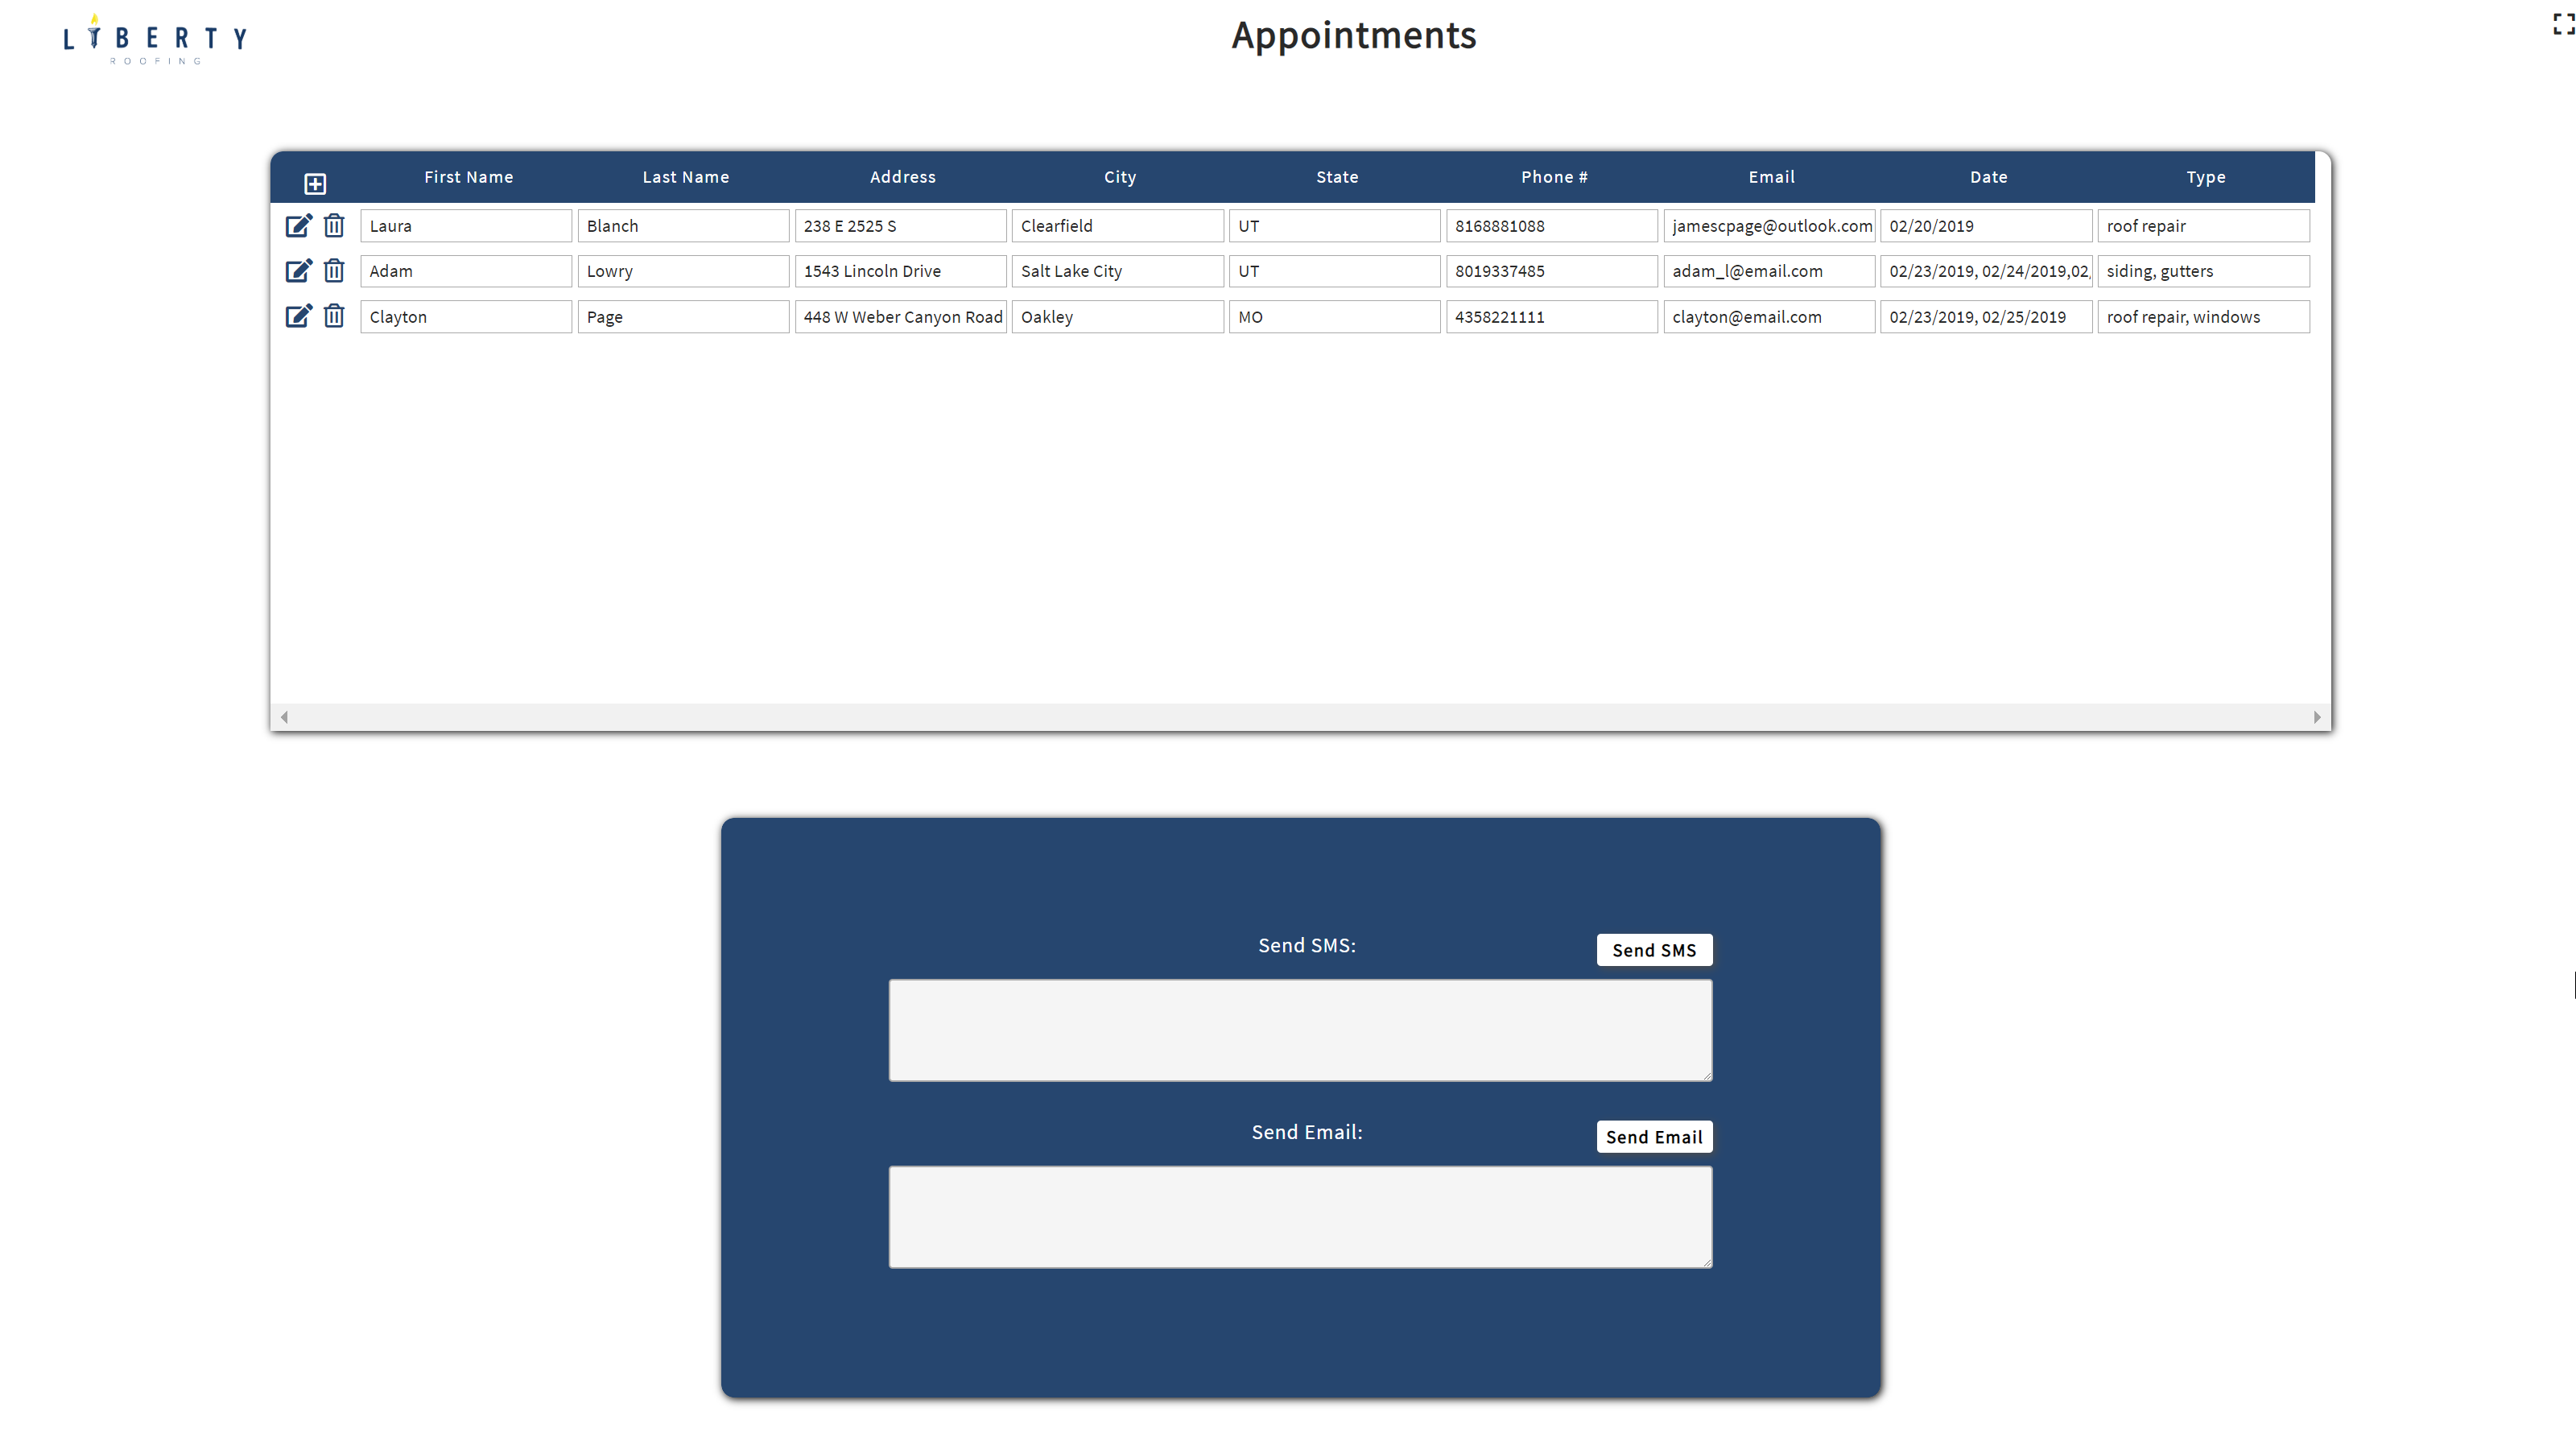 LIBERTY
ROOFING
Appointments
First Name Last Name Address City State Phone # Email Date Type
Laura Blanch 238 E 2525 S Clearfield UT 8168881088 jamescpage@outlook.com 02/20/2019 roof repair
Adam Lowry 1543 Lincoln Drive Salt Lake City UT 8019337485 adam_l@email.com 02/23/2019, 02/24/2019,02/ siding, gutters
Clayton Page 448 W Weber Canyon Road Oakley MO 4358221111 clayton@email.com 02/23/2019, 02/25/2019 roof repair, windows
Send SMS: Send SMS
Send Email: Send Email